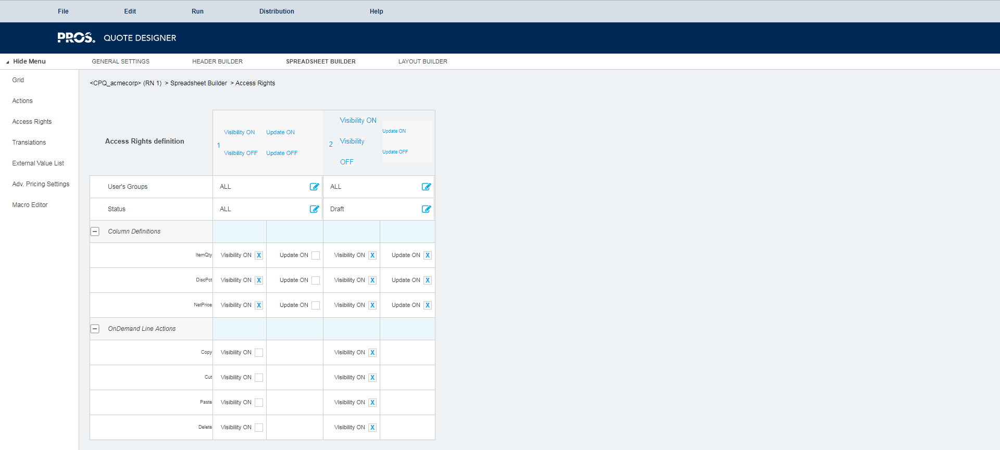 File Edit Run Distribution Help
PROS. QUOTE DESIGNER
Hide Menu GENERAL SETTINGS HEADER BUILDER SPREADSHEET BUILDER LAYOUT BUILDER
Grid
Actions
Access Rights
Translations
External Value List
Adv. Pricing Settings
Macro Editor
<CPQ_acmecorp> (RN 1) > Spreadsheet Builder > Access Rights
Access Rights definition
1
Visibility ON Update ON
Visibility OFF Update OFF
2
Visibility ON
Visibility
OFF
Update ON
Update OFF
User's Groups ALL ALL
Status ALL Draft
Column Definitions
ItemQty Visibility ON X Update ON Visibility ON X Update ON X
DiscPct Visibility ON X Update ON Visibility ON X Update ON X
NetPrice Visibility ON X Update ON Visibility ON X Update ON X
OnDemand Line Actions
Copy Visibility ON Visibility ON X
Cut Visibility ON Visibility ON X
Paste Visibility ON Visibility ON X
Delete Visibility ON Visibility ON X